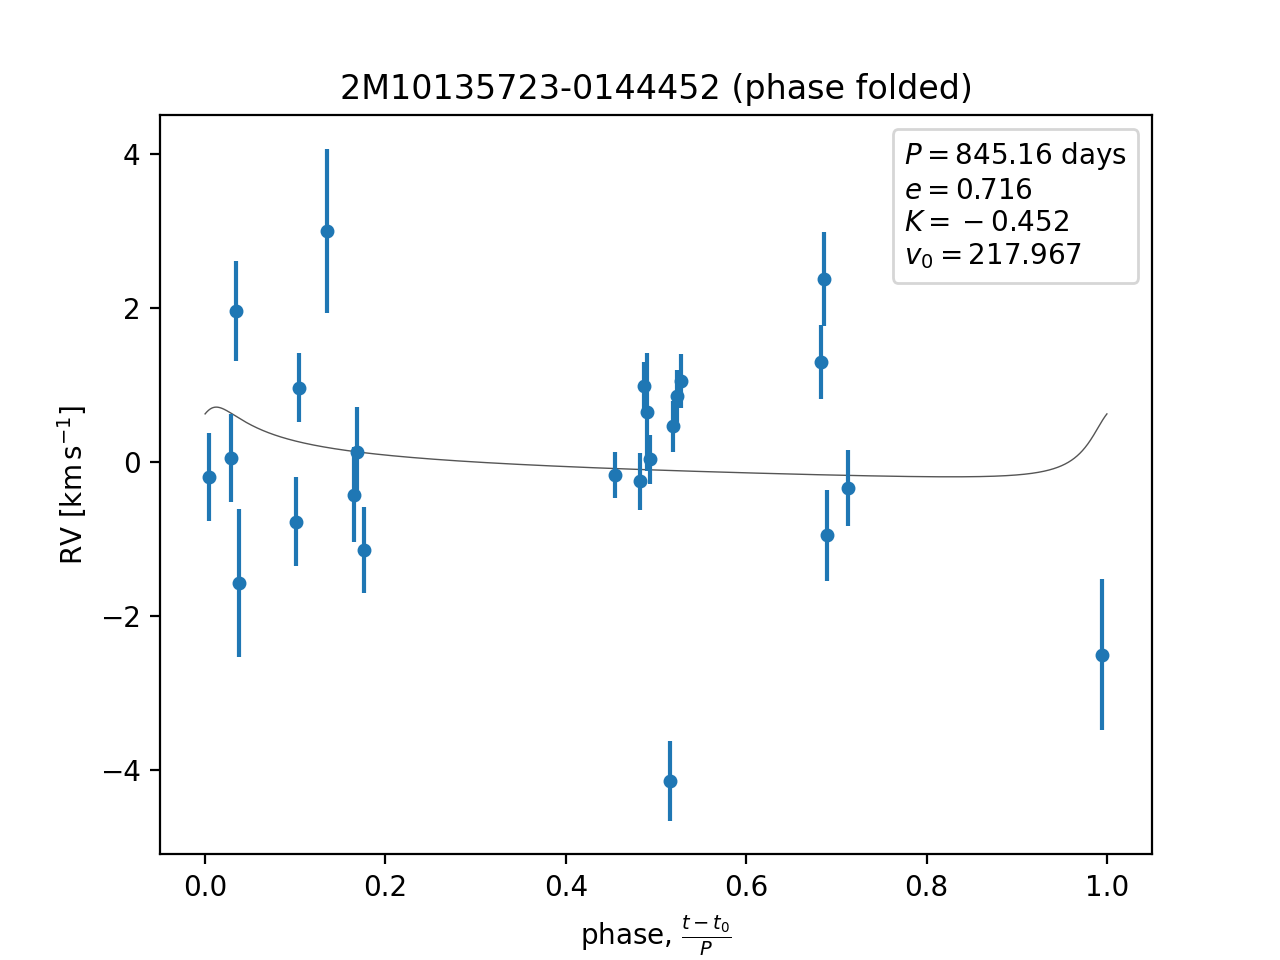 2M10135723-0144452 (phase folded)
P = 845.16 days
e = 0.716
K = −0.452
v₀ = 217.967
4
2
0
−2
−4
RV [km s⁻¹]
0.0 0.2 0.4 0.6 0.8 1.0
phase, (t − t₀)/P